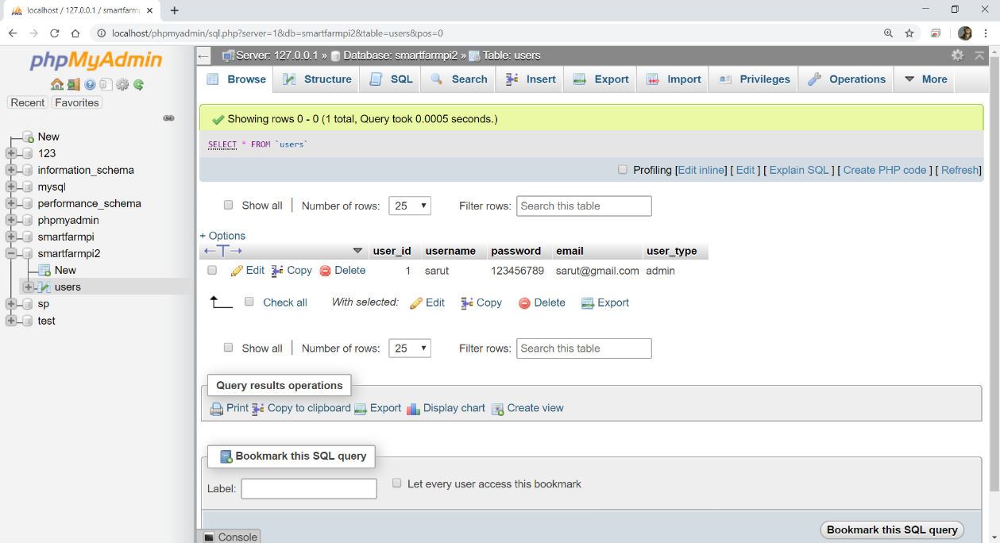 localhost / 127.0.0.1 / smartfarmp
localhost/phpmyadmin/sql.php?server=1&db=smartfarmpi2&table=users&pos=0
phpMyAdmin
Recent Favorites
New
123
information_schema
mysql
performance_schema
phpmyadmin
smartfarmpi
smartfarmpi2
New
users
sp
test
Server: 127.0.0.1 » Database: smartfarmpi2 » Table: users
Browse Structure SQL Search Insert Export Import Privileges Operations More
Showing rows 0 - 0 (1 total, Query took 0.0005 seconds.)
SELECT * FROM `users`
Profiling [Edit inline] [ Edit ] [ Explain SQL ] [ Create PHP code ] [ Refresh]
Show all | Number of rows: 25 Filter rows: Search this table
+ Options
user_id username password email user_type
Edit Copy Delete 1 sarut 123456789 sarut@gmail.com admin
Check all With selected: Edit Copy Delete Export
Show all | Number of rows: 25 Filter rows: Search this table
Query results operations
Print Copy to clipboard Export Display chart Create view
Bookmark this SQL query
Label: Let every user access this bookmark
Bookmark this SQL query
Console